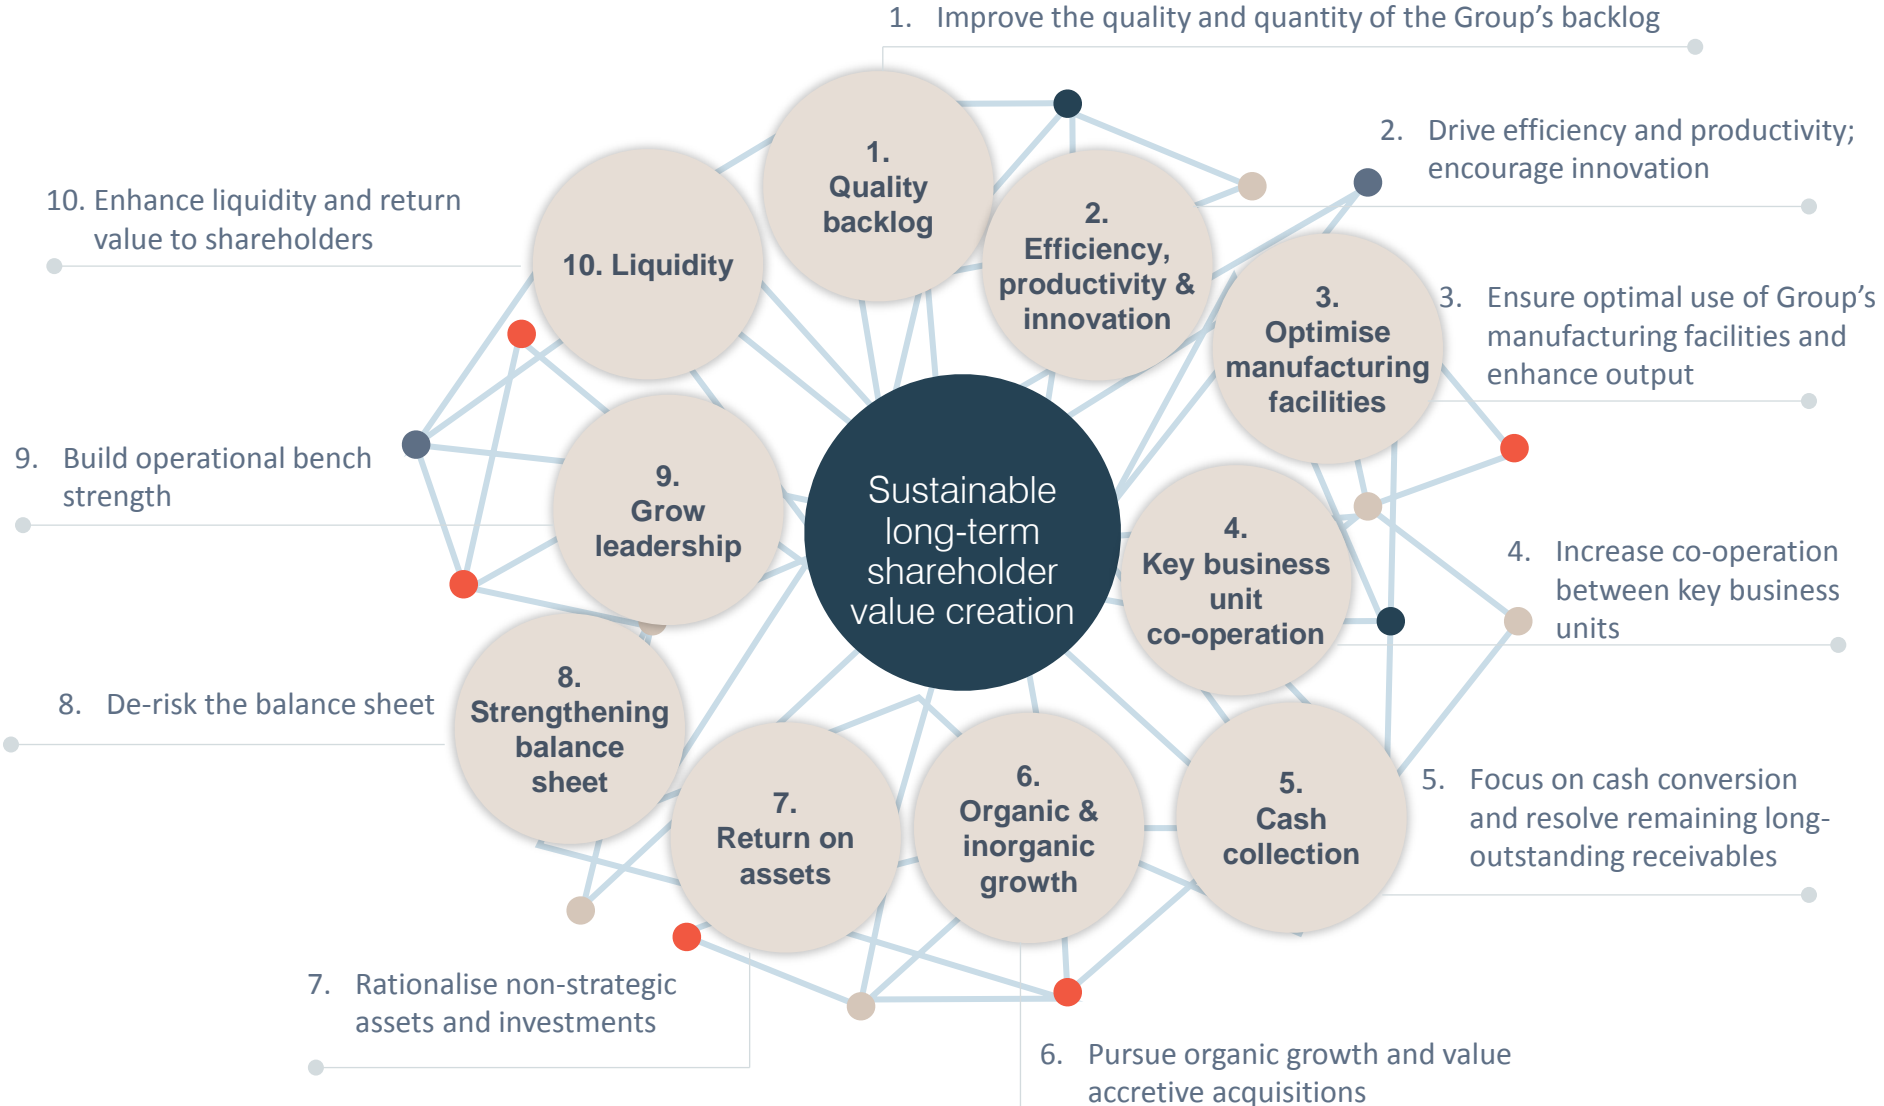 1. Improve the quality and quantity of the Group’s backlog
2. Drive efficiency and productivity;
encourage innovation
3. Ensure optimal use of Group’s
manufacturing facilities and
enhance output
4. Increase co-operation
between key business
units
5. Focus on cash conversion
and resolve remaining long-
outstanding receivables
6. Pursue organic growth and value
accretive acquisitions
7. Rationalise non-strategic
assets and investments
8. De-risk the balance sheet
9. Build operational bench
strength
10. Enhance liquidity and return
value to shareholders
1.
Quality
backlog
2.
Efficiency,
productivity &
innovation
3.
Optimise
manufacturing
facilities
4.
Key business
unit
co-operation
5.
Cash
collection
6.
Organic &
inorganic
growth
7.
Return on
assets
8.
Strengthening
balance
sheet
9.
Grow
leadership
10. Liquidity
Sustainable
long-term
shareholder
value creation